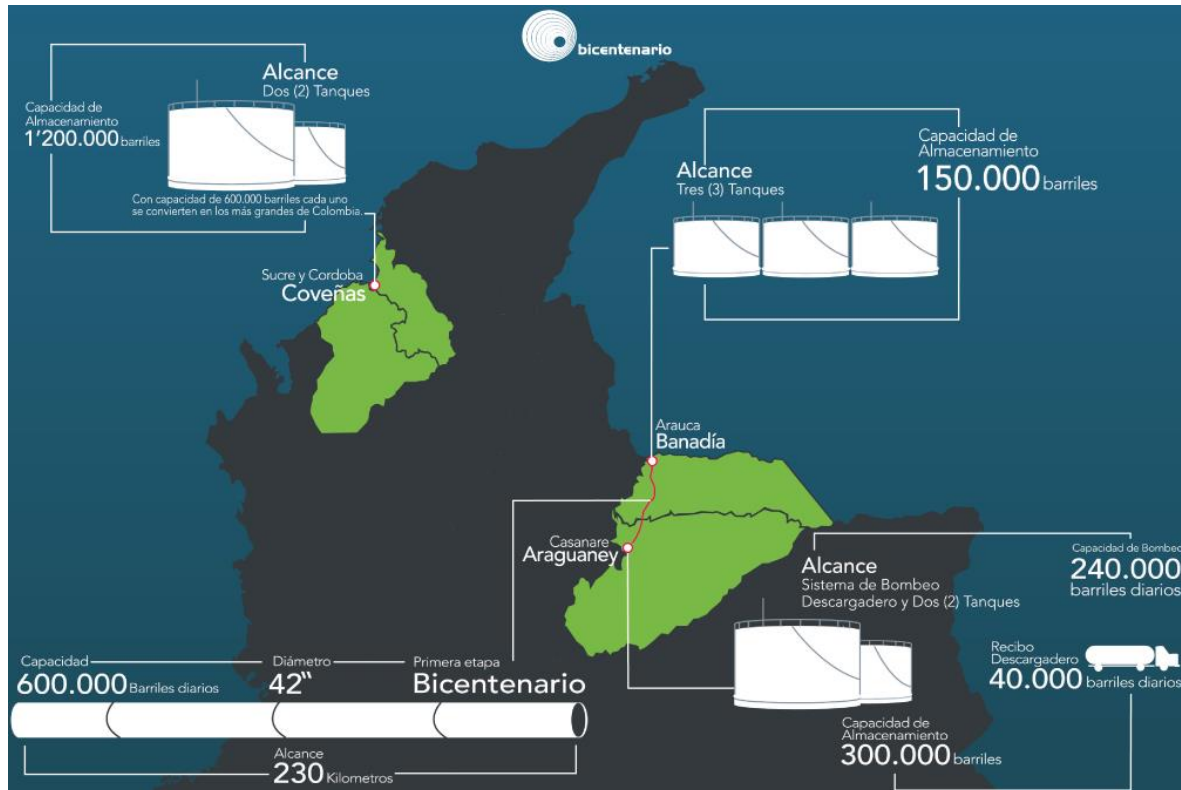 bicentenario
Alcance
Dos (2) Tanques
Capacidad de
Almacenamiento
1'200.000 barriles
Con capacidad de 600.000 barriles cada uno
se convierten en los más grandes de Colombia.
Sucre y Cordoba
Coveñas
Alcance
Tres (3) Tanques
Capacidad de
Almacenamiento
150.000 barriles
Arauca
Banadía
Casanare
Araguaney
Alcance
Sistema de Bombeo
Descargadero y Dos (2) Tanques
Capacidad de Bombeo
240.000
barriles diarios
Recibo
Descargadero
40.000 barriles diarios
Capacidad de
Almacenamiento
300.000 barriles
Capacidad
600.000 Barriles diarios
Diámetro
42"
Primera etapa
Bicentenario
Alcance
230 Kilometros